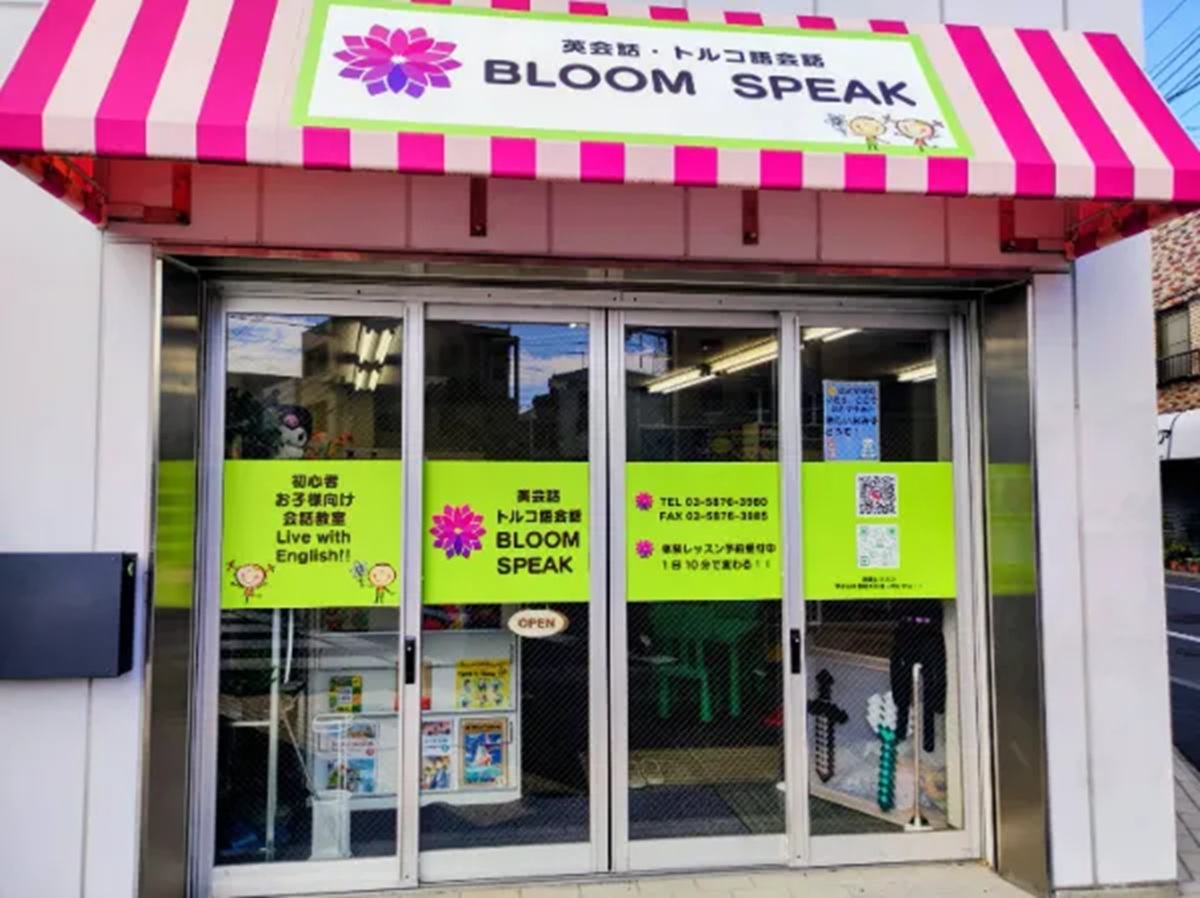 英会話・トルコ語会話
BLOOM SPEAK
初心者
お子様向け
会話教室
Live with
English!!
英会話
トルコ語会話
BLOOM
SPEAK
TEL 03-5876-3980
FAX 03-5876-3985
体験レッスン予約受付中
1日10分で変わる!!
OPEN